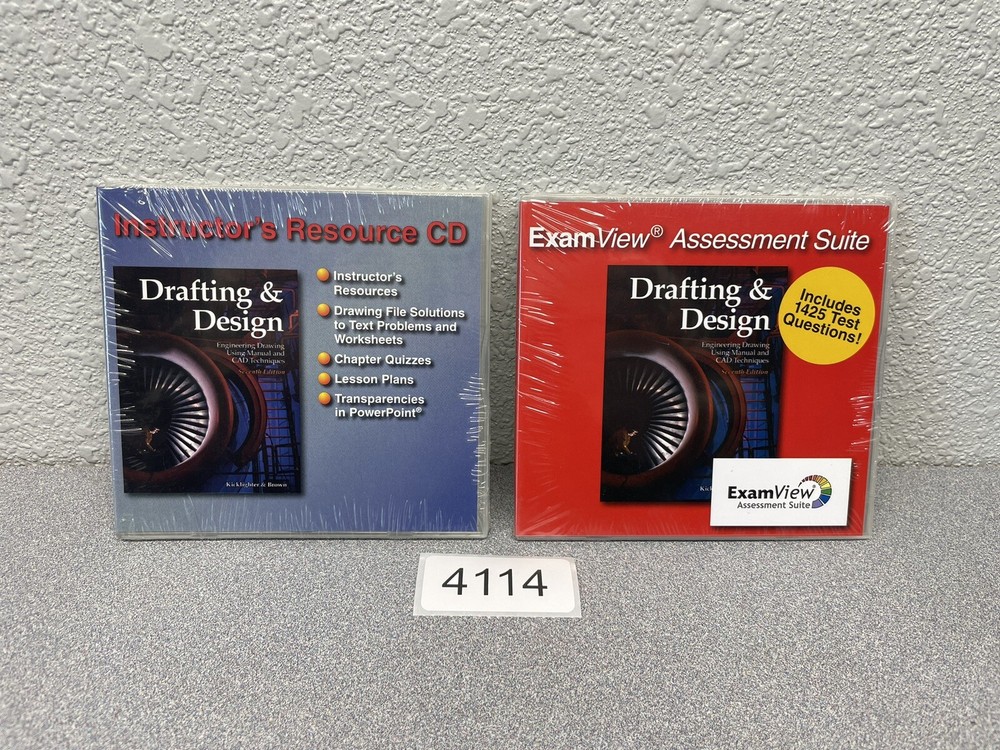 Instructor's Resource CD
Drafting &
Design
Engineering Drawing
Using Manual and
CAD Techniques
Seventh Edition
Kicklighter & Brown
Instructor's
Resources
Drawing File Solutions
to Text Problems and
Worksheets
Chapter Quizzes
Lesson Plans
Transparencies
in PowerPoint®
ExamView® Assessment Suite
Drafting &
Design
Engineering Drawing
Using Manual and
CAD Techniques
Seventh Edition
Includes
1425 Test
Questions!
ExamView®
Assessment Suite
4114